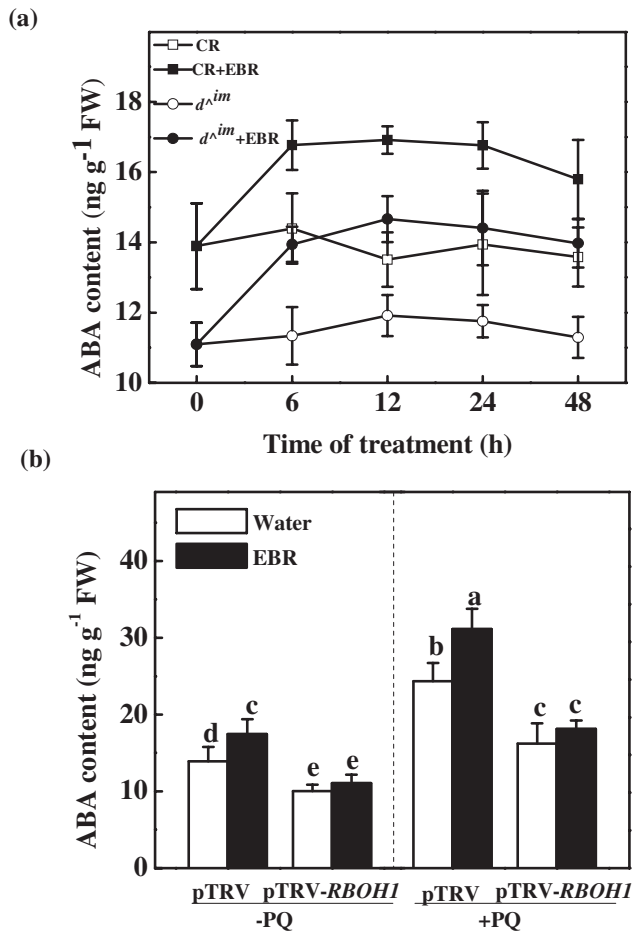 (a)
CR
CR+EBR
d^im
d^im+EBR
18
16
14
12
10
ABA content (ng g-1 FW)
0 6 12 24 48
Time of treatment (h)
(b)
Water
EBR
40
30
20
10
0
ABA content (ng g-1 FW)
d c e e b a c c
pTRV pTRV-RBOH1 pTRV pTRV-RBOH1
-PQ +PQ